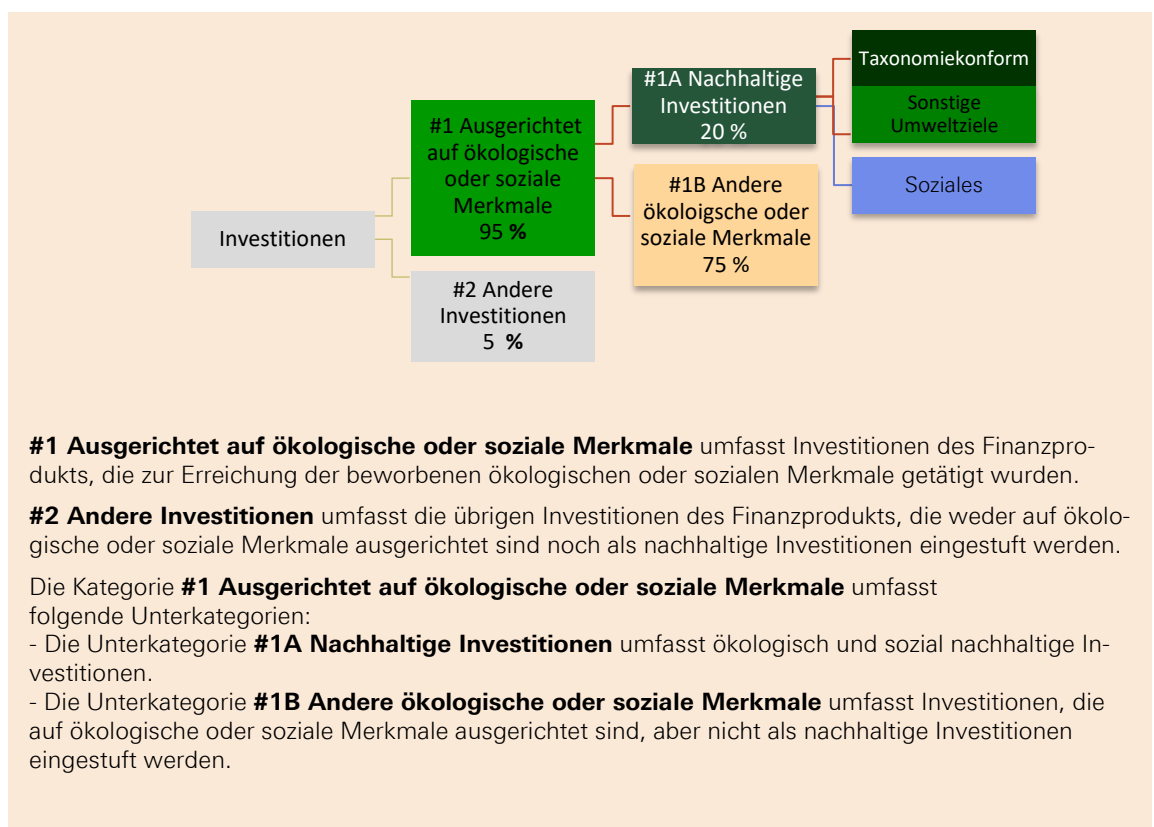 Investitionen
#1 Ausgerichtet
auf ökologische
oder soziale
Merkmale
95 %
#2 Andere
Investitionen
5 %
#1A Nachhaltige
Investitionen
20 %
#1B Andere
ökoloigsche oder
soziale Merkmale
75 %
Taxonomiekonform
Sonstige
Umweltziele
Soziales
#1 Ausgerichtet auf ökologische oder soziale Merkmale umfasst Investitionen des Finanzpro-
dukts, die zur Erreichung der beworbenen ökologischen oder sozialen Merkmale getätigt wurden.
#2 Andere Investitionen umfasst die übrigen Investitionen des Finanzprodukts, die weder auf ökolo-
gische oder soziale Merkmale ausgerichtet sind noch als nachhaltige Investitionen eingestuft werden.
Die Kategorie #1 Ausgerichtet auf ökologische oder soziale Merkmale umfasst
folgende Unterkategorien:
- Die Unterkategorie #1A Nachhaltige Investitionen umfasst ökologisch und sozial nachhaltige In-
vestitionen.
- Die Unterkategorie #1B Andere ökologische oder soziale Merkmale umfasst Investitionen, die
auf ökologische oder soziale Merkmale ausgerichtet sind, aber nicht als nachhaltige Investitionen
eingestuft werden.